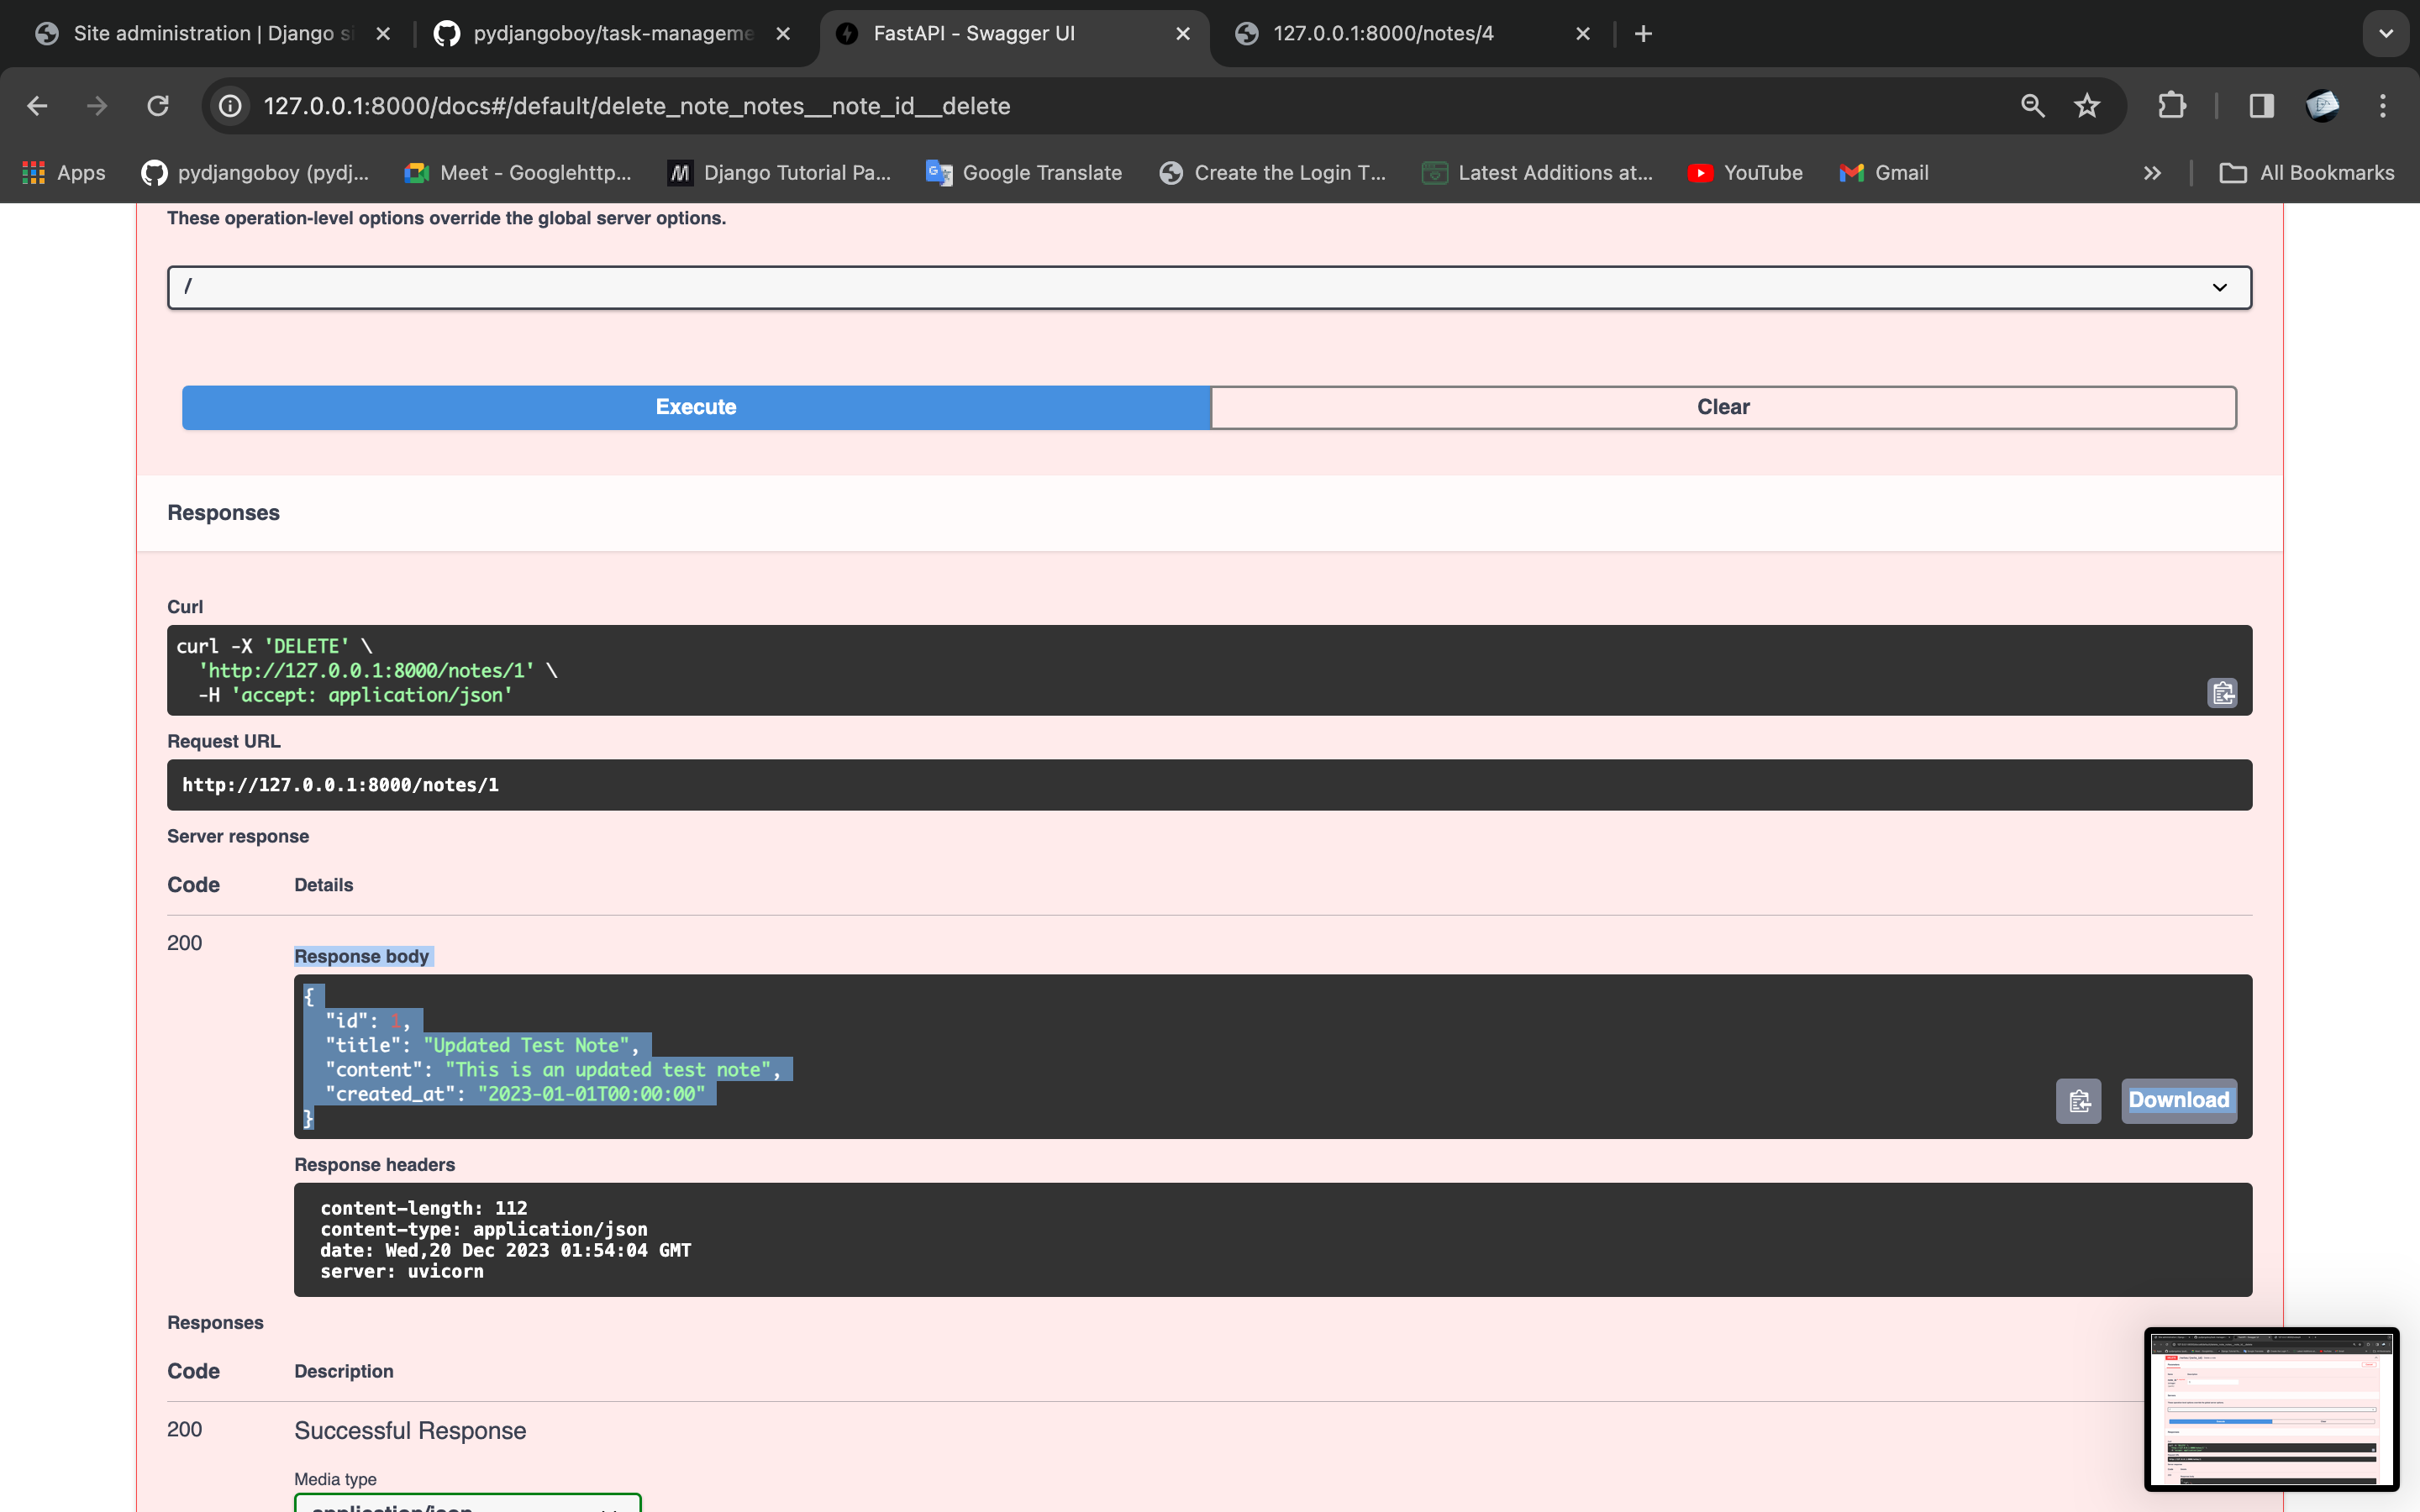 Site administration | Django si
pydjangoboy/task-manageme
FastAPI - Swagger UI
127.0.0.1:8000/notes/4
127.0.0.1:8000/docs#/default/delete_note_notes__note_id__delete
Apps
pydjangoboy (pydj...
Meet - Googlehttp...
Django Tutorial Pa...
Google Translate
Create the Login T...
Latest Additions at...
YouTube
Gmail
All Bookmarks
These operation-level options override the global server options.
/
Execute
Clear
Responses
Curl
curl -X 'DELETE' \
'http://127.0.0.1:8000/notes/1' \
-H 'accept: application/json'
Request URL
http://127.0.0.1:8000/notes/1
Server response
Code Details
200
Response body
{
"id": 1,
"title": "Updated Test Note",
"content": "This is an updated test note",
"created_at": "2023-01-01T00:00:00"
}
Download
Response headers
content-length: 112
content-type: application/json
date: Wed,20 Dec 2023 01:54:04 GMT
server: uvicorn
Responses
Code Description
200 Successful Response
Media type
application/json